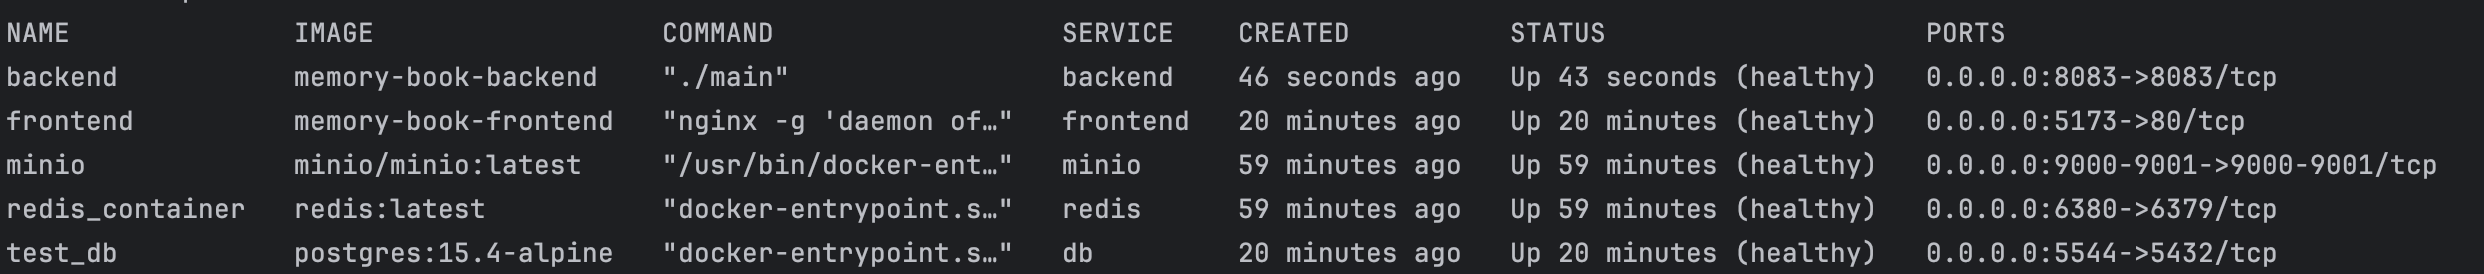 NAME IMAGE COMMAND SERVICE CREATED STATUS PORTS
backend memory-book-backend "./main" backend 46 seconds ago Up 43 seconds (healthy) 0.0.0.0:8083->8083/tcp
frontend memory-book-frontend "nginx -g 'daemon of…" frontend 20 minutes ago Up 20 minutes (healthy) 0.0.0.0:5173->80/tcp
minio minio/minio:latest "/usr/bin/docker-ent…" minio 59 minutes ago Up 59 minutes (healthy) 0.0.0.0:9000-9001->9000-9001/tcp
redis_container redis:latest "docker-entrypoint.s…" redis 59 minutes ago Up 59 minutes (healthy) 0.0.0.0:6380->6379/tcp
test_db postgres:15.4-alpine "docker-entrypoint.s…" db 20 minutes ago Up 20 minutes (healthy) 0.0.0.0:5544->5432/tcp